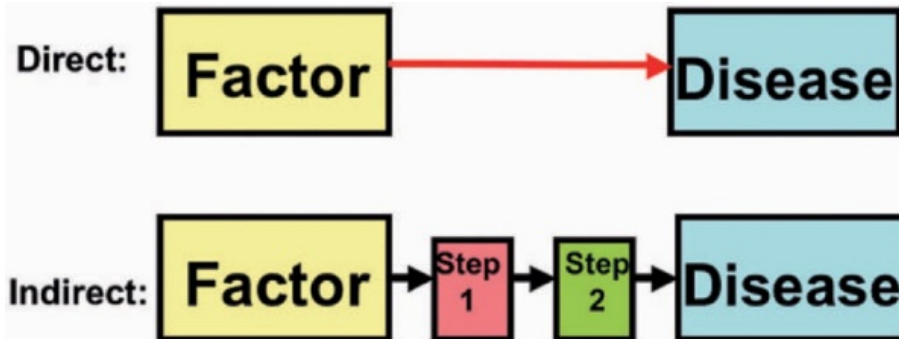 Direct:
Factor
Disease
Indirect:
Factor
Step
1
Step
2
Disease